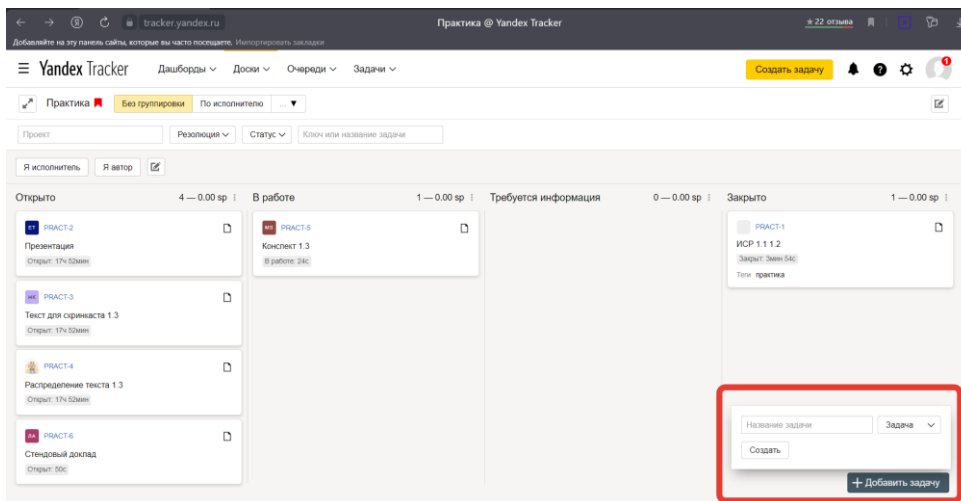 tracker.yandex.ru
Практика @ Yandex Tracker
★ 22 отзыва
Добавляйте на эту панель сайты, которые вы часто посещаете. Импортировать закладки
Yandex Tracker
Дашборды
Доски
Очереди
Задачи
Создать задачу
Практика
Без группировки
По исполнителю
... ▼
Проект
Резолюция
Статус
Ключ или название задачи
Я исполнитель
Я автор
Открыто
4 — 0.00 sp
PRACT-2
Презентация
Открыт: 17ч 52мин
PRACT-3
Текст для скринкаста 1.3
Открыт: 17ч 52мин
PRACT-4
Распределение текста 1.3
Открыт: 17ч 52мин
PRACT-6
Стендовый доклад
Открыт: 50с
В работе
1 — 0.00 sp
PRACT-5
Конспект 1.3
В работе: 24с
Требуется информация
0 — 0.00 sp
Закрыто
1 — 0.00 sp
PRACT-1
ИСР 1.1 1.2
Закрыт: 3мин 54с
Теги практика
Название задачи
Задача
Создать
+ Добавить задачу